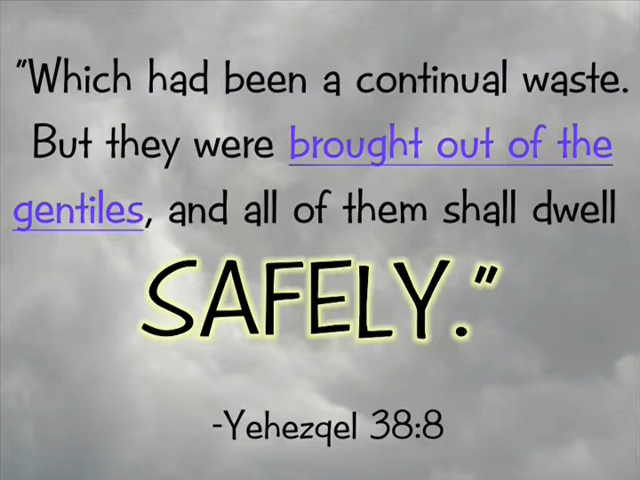 "Which had been a continual waste.
But they were brought out of the
gentiles, and all of them shall dwell
SAFELY."
-Yehezqel 38:8